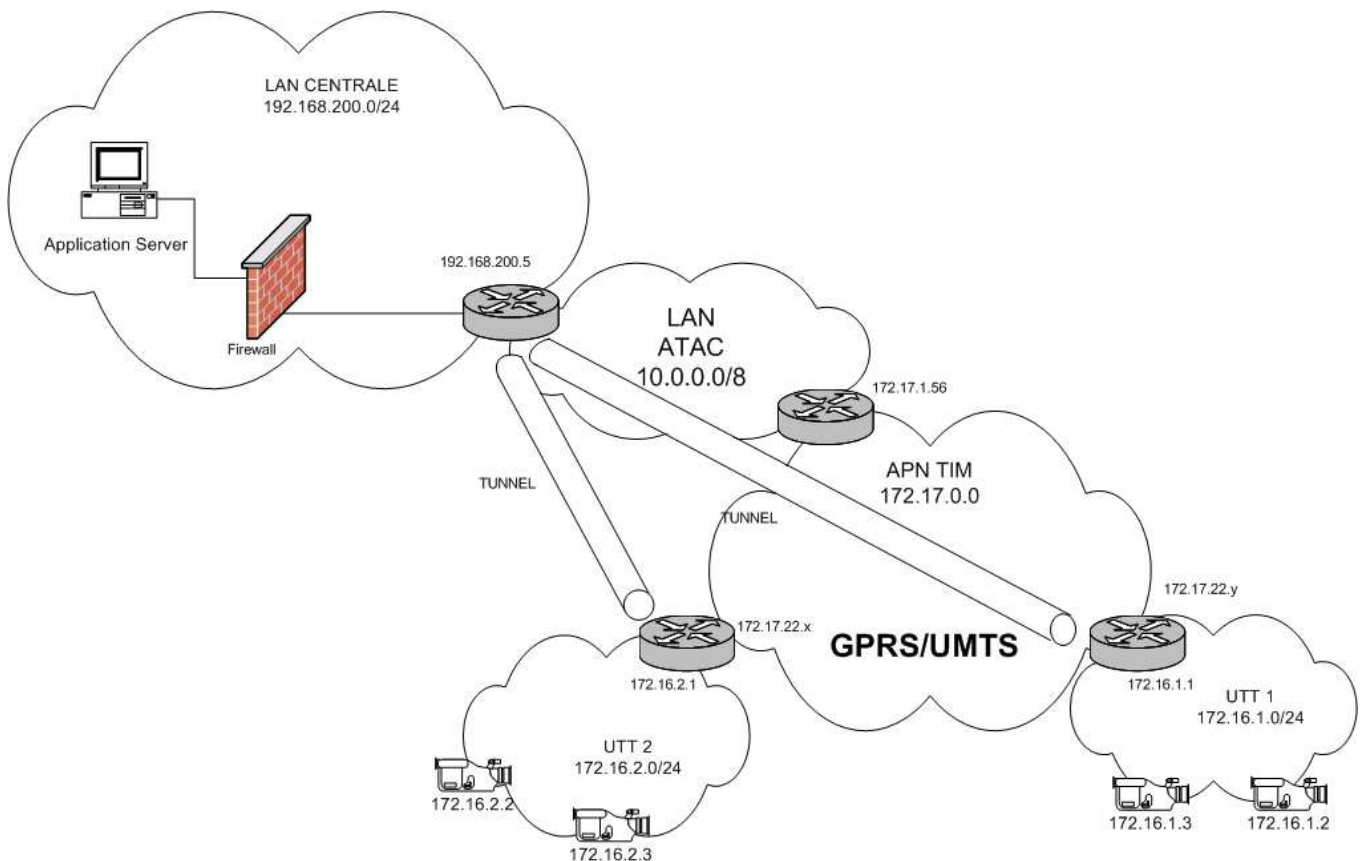 LAN CENTRALE
192.168.200.0/24
Application Server
Firewall
192.168.200.5
LAN
ATAC
10.0.0.0/8
172.17.1.56
APN TIM
172.17.0.0
TUNNEL
TUNNEL
172.17.22.y
172.17.22.x
GPRS/UMTS
172.16.2.1
172.16.1.1
UTT 1
172.16.1.0/24
UTT 2
172.16.2.0/24
172.16.2.2
172.16.2.3
172.16.1.3
172.16.1.2